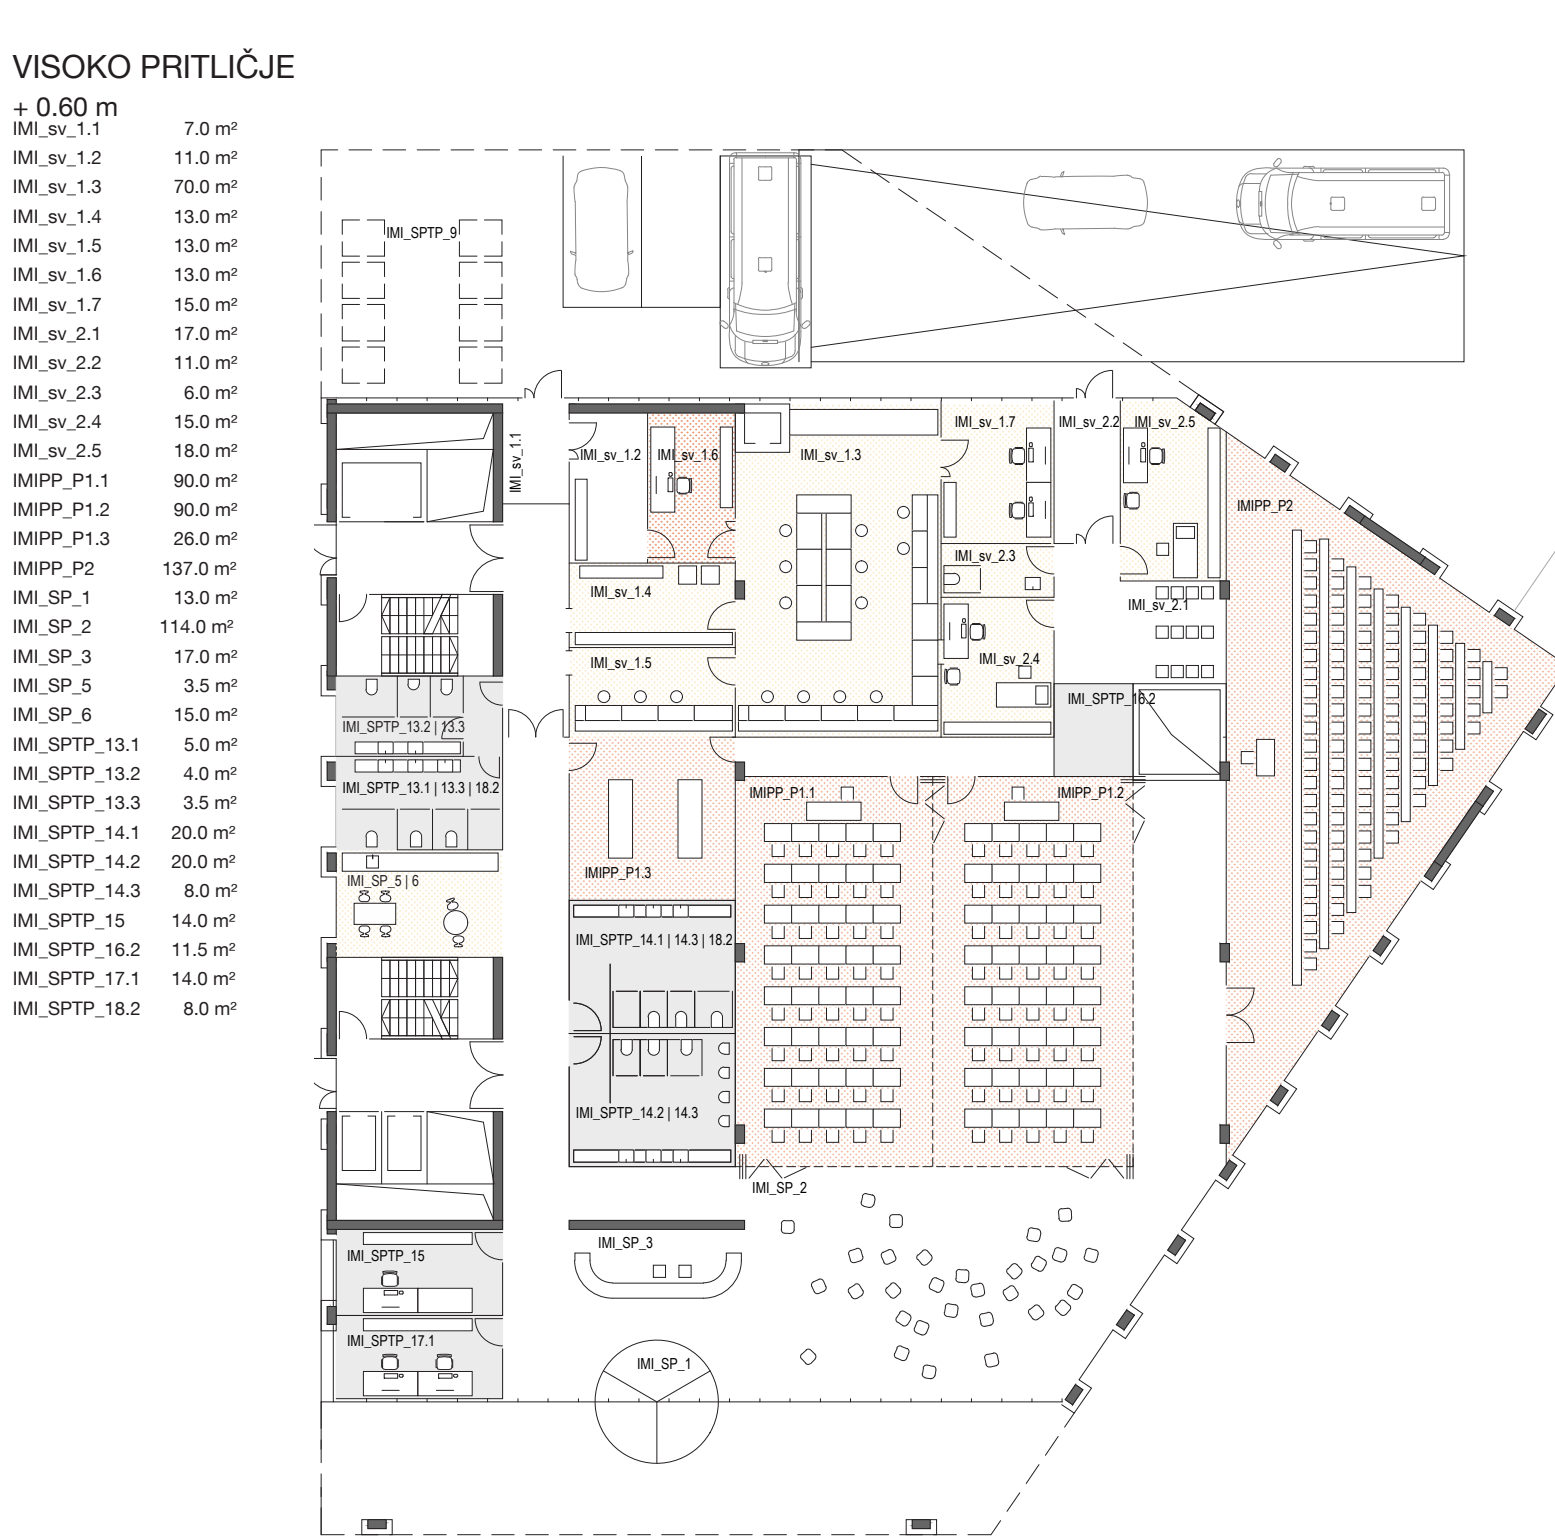 VISOKO PRITLIČJE
+ 0.60 m
IMI_sv_1.1 7.0 m²
IMI_sv_1.2 11.0 m²
IMI_sv_1.3 70.0 m²
IMI_sv_1.4 13.0 m²
IMI_sv_1.5 13.0 m²
IMI_sv_1.6 13.0 m²
IMI_sv_1.7 15.0 m²
IMI_sv_2.1 17.0 m²
IMI_sv_2.2 11.0 m²
IMI_sv_2.3 6.0 m²
IMI_sv_2.4 15.0 m²
IMI_sv_2.5 18.0 m²
IMIPP_P1.1 90.0 m²
IMIPP_P1.2 90.0 m²
IMIPP_P1.3 26.0 m²
IMIPP_P2 137.0 m²
IMI_SP_1 13.0 m²
IMI_SP_2 114.0 m²
IMI_SP_3 17.0 m²
IMI_SP_5 3.5 m²
IMI_SP_6 15.0 m²
IMI_SPTP_13.1 5.0 m²
IMI_SPTP_13.2 4.0 m²
IMI_SPTP_13.3 3.5 m²
IMI_SPTP_14.1 20.0 m²
IMI_SPTP_14.2 20.0 m²
IMI_SPTP_14.3 8.0 m²
IMI_SPTP_15 14.0 m²
IMI_SPTP_16.2 11.5 m²
IMI_SPTP_17.1 14.0 m²
IMI_SPTP_18.2 8.0 m²
IMI_SPTP_9
IMI_sv_1.1
IMI_sv_1.2
IMI_sv_1.6
IMI_sv_1.3
IMI_sv_1.7
IMI_sv_2.2
IMI_sv_2.5
IMIPP_P2
IMI_sv_2.3
IMI_sv_1.4
IMI_sv_2.1
IMI_sv_1.5
IMI_sv_2.4
IMI_SPTP_16.2
IMI_SPTP_13.2 | 13.3
IMI_SPTP_13.1 | 13.3 | 18.2
IMIPP_P1.1
IMIPP_P1.2
IMIPP_P1.3
IMI_SP_5 | 6
IMI_SPTP_14.1 | 14.3 | 18.2
IMI_SPTP_14.2 | 14.3
IMI_SP_2
IMI_SP_3
IMI_SPTP_15
IMI_SPTP_17.1
IMI_SP_1